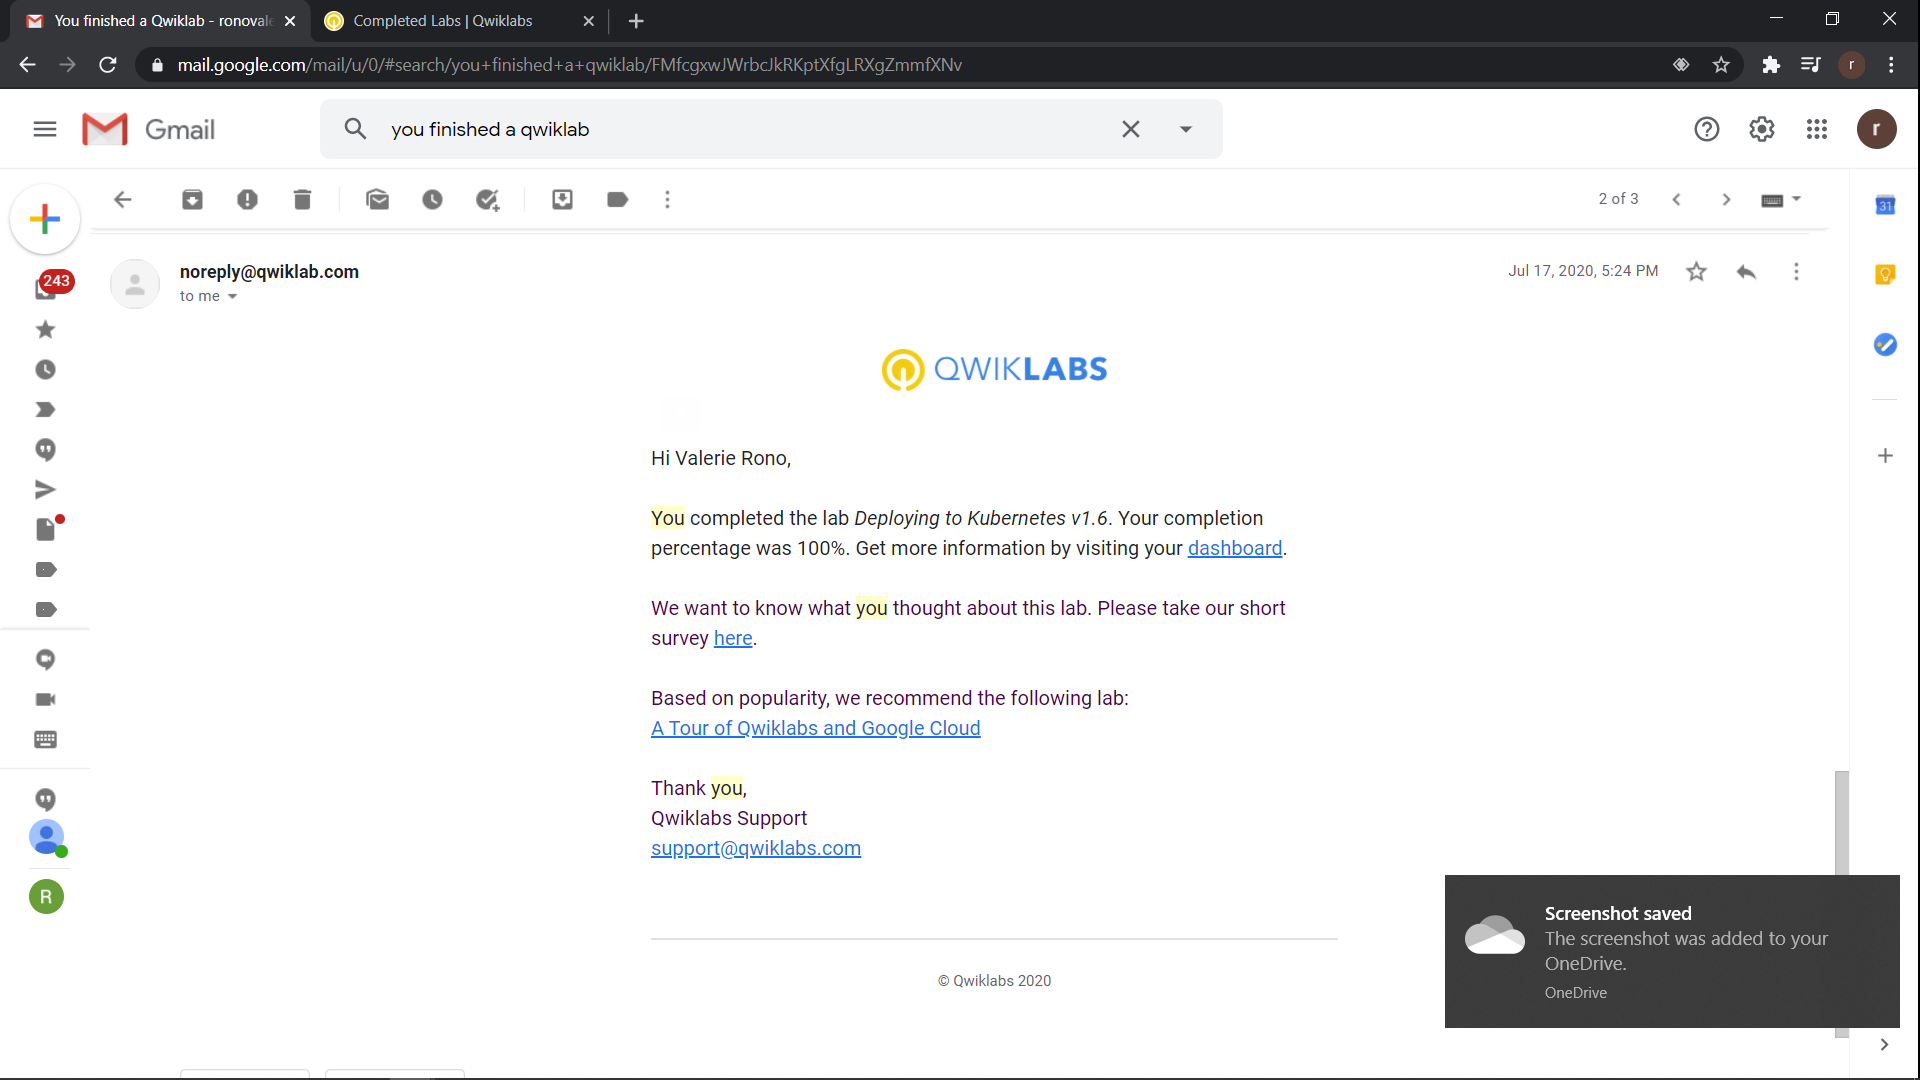 You finished a Qwiklab - ronovale
Completed Labs | Qwiklabs
mail.google.com/mail/u/0/#search/you+finished+a+qwiklab/FMfcgxwJWrbcJkRKptXfgLRXgZmmfXNv
r
Gmail
you finished a qwiklab
r
2 of 3
31
243
noreply@qwiklab.com
to me
Jul 17, 2020, 5:24 PM
QWIKLABS
Hi Valerie Rono,
You completed the lab Deploying to Kubernetes v1.6. Your completion
percentage was 100%. Get more information by visiting your dashboard.
We want to know what you thought about this lab. Please take our short
survey here.
Based on popularity, we recommend the following lab:
A Tour of Qwiklabs and Google Cloud
Thank you,
Qwiklabs Support
support@qwiklabs.com
R
Screenshot saved
The screenshot was added to your
OneDrive.
OneDrive
© Qwiklabs 2020